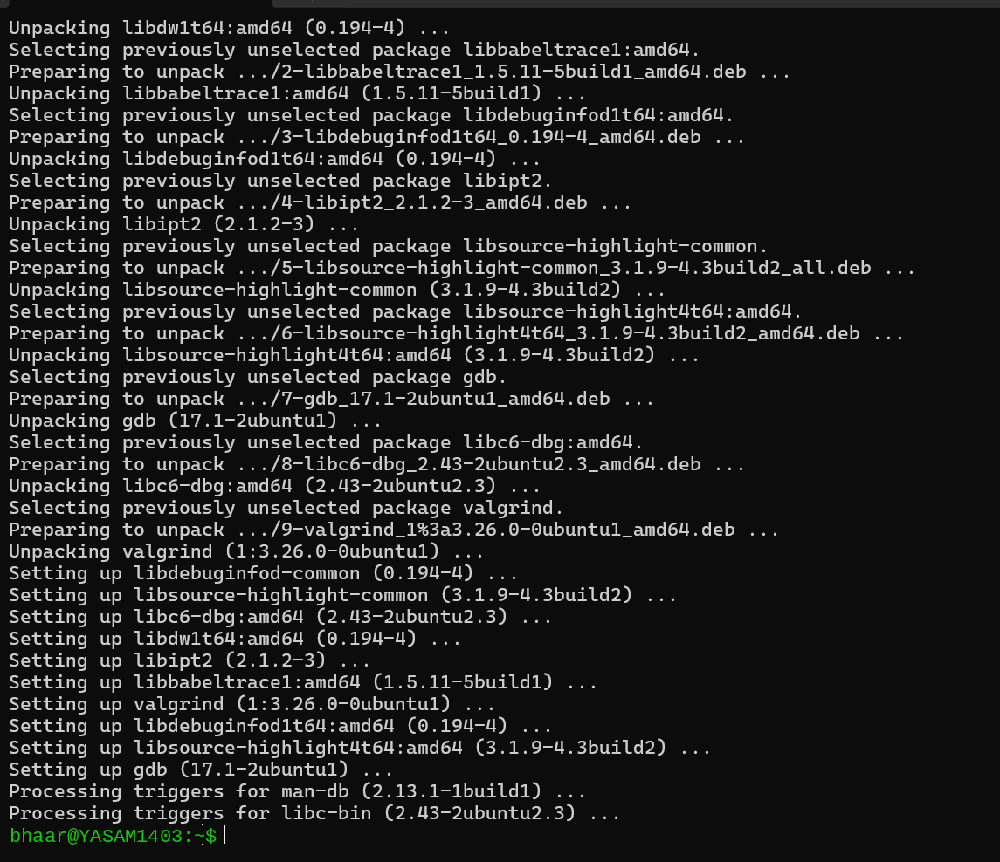 Unpacking libdw1t64:amd64 (0.194-4) ...
Selecting previously unselected package libbabeltrace1:amd64.
Preparing to unpack .../2-libbabeltrace1_1.5.11-5build1_amd64.deb ...
Unpacking libbabeltrace1:amd64 (1.5.11-5build1) ...
Selecting previously unselected package libdebuginfod1t64:amd64.
Preparing to unpack .../3-libdebuginfod1t64_0.194-4_amd64.deb ...
Unpacking libdebuginfod1t64:amd64 (0.194-4) ...
Selecting previously unselected package libipt2.
Preparing to unpack .../4-libipt2_2.1.2-3_amd64.deb ...
Unpacking libipt2 (2.1.2-3) ...
Selecting previously unselected package libsource-highlight-common.
Preparing to unpack .../5-libsource-highlight-common_3.1.9-4.3build2_all.deb ...
Unpacking libsource-highlight-common (3.1.9-4.3build2) ...
Selecting previously unselected package libsource-highlight4t64:amd64.
Preparing to unpack .../6-libsource-highlight4t64_3.1.9-4.3build2_amd64.deb ...
Unpacking libsource-highlight4t64:amd64 (3.1.9-4.3build2) ...
Selecting previously unselected package gdb.
Preparing to unpack .../7-gdb_17.1-2ubuntu1_amd64.deb ...
Unpacking gdb (17.1-2ubuntu1) ...
Selecting previously unselected package libc6-dbg:amd64.
Preparing to unpack .../8-libc6-dbg_2.43-2ubuntu2.3_amd64.deb ...
Unpacking libc6-dbg:amd64 (2.43-2ubuntu2.3) ...
Selecting previously unselected package valgrind.
Preparing to unpack .../9-valgrind_1%3a3.26.0-0ubuntu1_amd64.deb ...
Unpacking valgrind (1:3.26.0-0ubuntu1) ...
Setting up libdebuginfod-common (0.194-4) ...
Setting up libsource-highlight-common (3.1.9-4.3build2) ...
Setting up libc6-dbg:amd64 (2.43-2ubuntu2.3) ...
Setting up libdw1t64:amd64 (0.194-4) ...
Setting up libipt2 (2.1.2-3) ...
Setting up libbabeltrace1:amd64 (1.5.11-5build1) ...
Setting up valgrind (1:3.26.0-0ubuntu1) ...
Setting up libdebuginfod1t64:amd64 (0.194-4) ...
Setting up libsource-highlight4t64:amd64 (3.1.9-4.3build2) ...
Setting up gdb (17.1-2ubuntu1) ...
Processing triggers for man-db (2.13.1-1build1) ...
Processing triggers for libc-bin (2.43-2ubuntu2.3) ...
bhaar@YASAM1403:~$